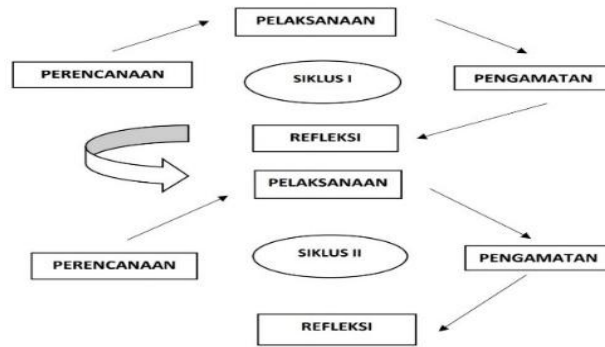 PELAKSANAAN
PERENCANAAN
SIKLUS I
PENGAMATAN
REFLEKSI
PELAKSANAAN
PERENCANAAN
SIKLUS II
PENGAMATAN
REFLEKSI